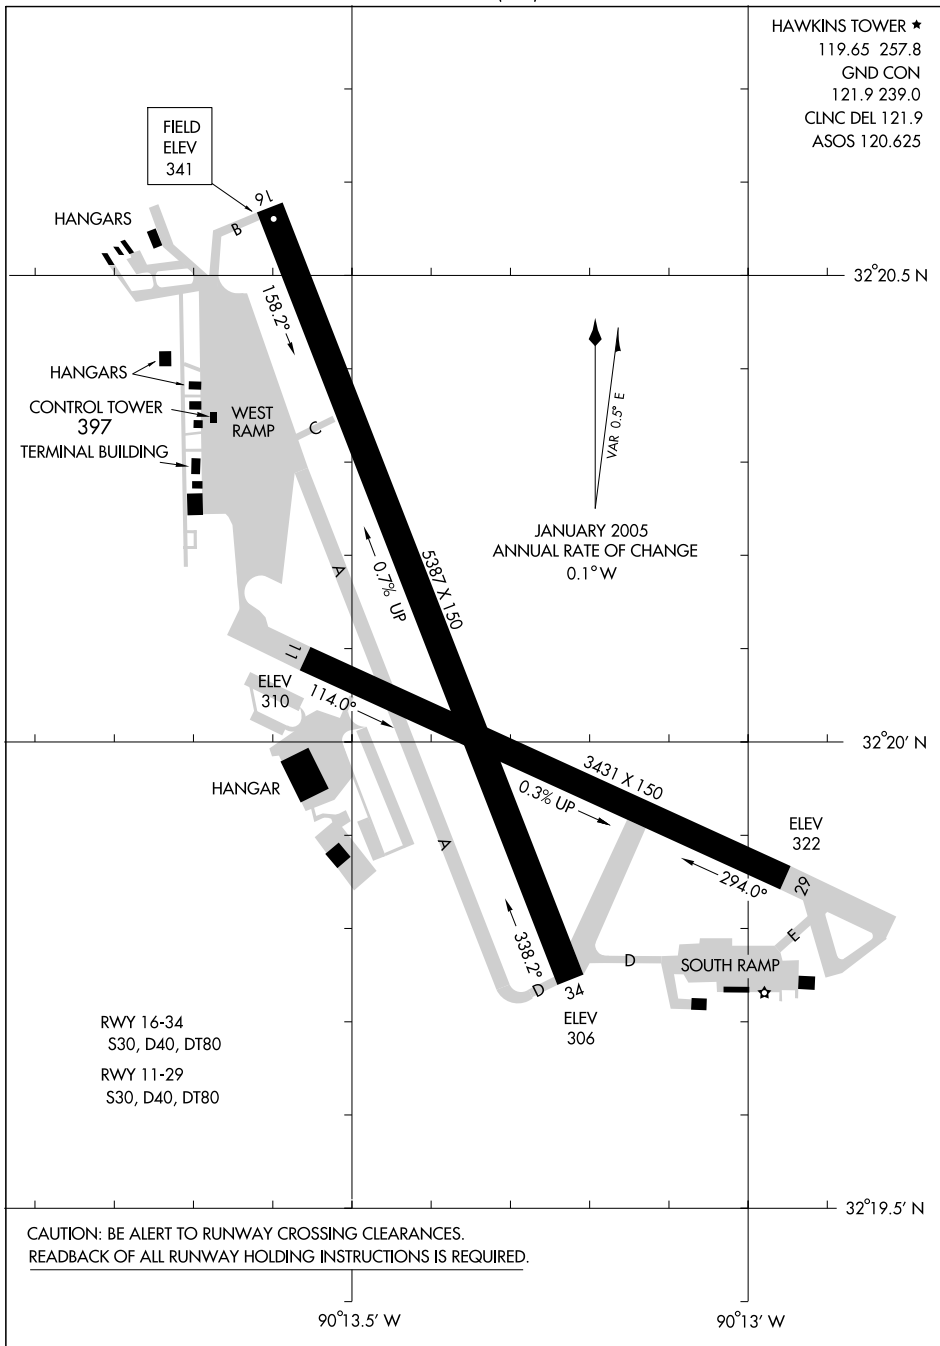 HAWKINS TOWER ★
119.65 257.8
GND CON
121.9 239.0
CLNC DEL 121.9
ASOS 120.625
FIELD
ELEV
341
16
HANGARS
B
32°20.5 N
158.2°
HANGARS
CONTROL TOWER
397
TERMINAL BUILDING
WEST
RAMP
C
VAR 0.5° E
JANUARY 2005
ANNUAL RATE OF CHANGE
0.1° W
A
0.7% UP
5387 X 150
11
ELEV
310
114.0°
32°20' N
HANGAR
3431 X 150
0.3% UP
ELEV
322
A
294.0°
29
E
338.2°
D
SOUTH RAMP
D
34
ELEV
306
RWY 16-34
S30, D40, DT80
RWY 11-29
S30, D40, DT80
32°19.5' N
CAUTION: BE ALERT TO RUNWAY CROSSING CLEARANCES.
READBACK OF ALL RUNWAY HOLDING INSTRUCTIONS IS REQUIRED.
90°13.5' W
90°13' W